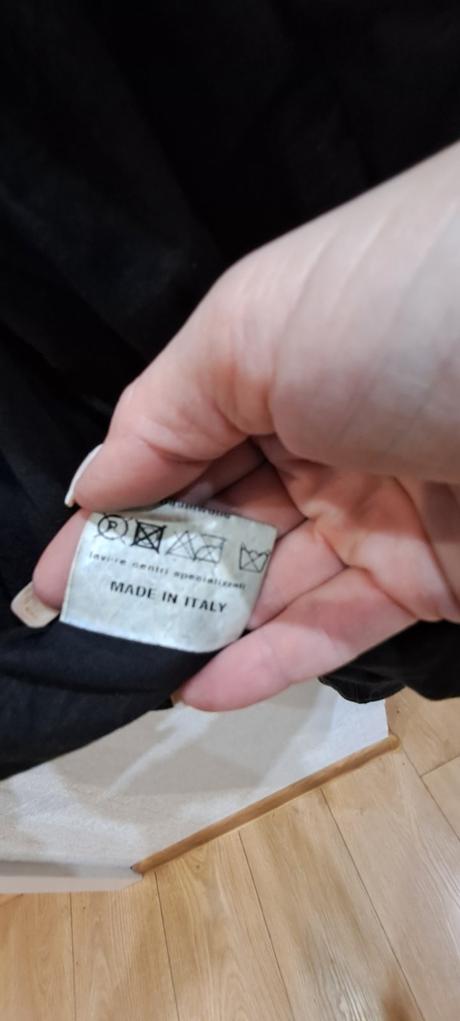 P
lavare centri specializzati
MADE IN ITALY